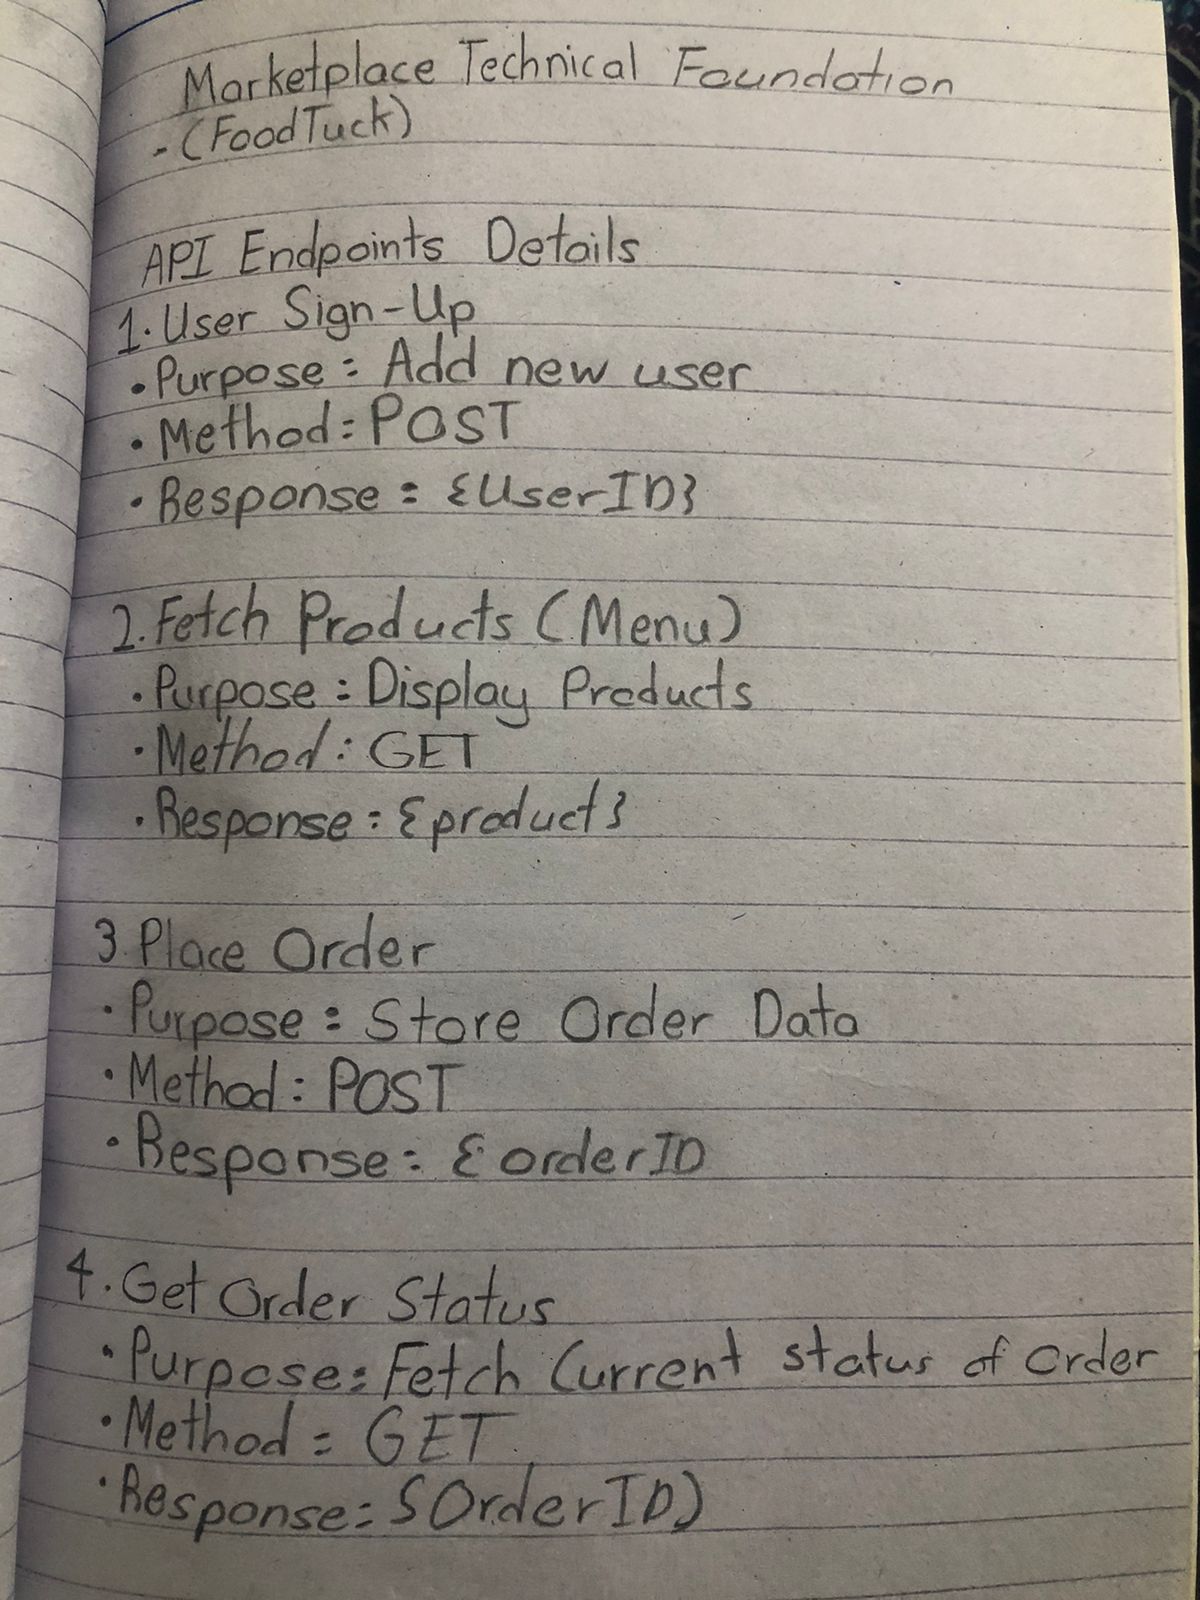 Marketplace Technical Foundation
- (FoodTuck)
API Endpoints Details
1. User Sign-Up
• Purpose: Add new user
• Method: POST
• Response: {UserID}
2. Fetch Products (Menu)
• Purpose: Display Products
• Method: GET
• Response: {product}
3. Place Order
• Purpose: Store Order Data
• Method: POST
• Response: { orderID
4. Get Order Status
• Purpose: Fetch Current status of order
• Method: GET
• Response: {OrderID)